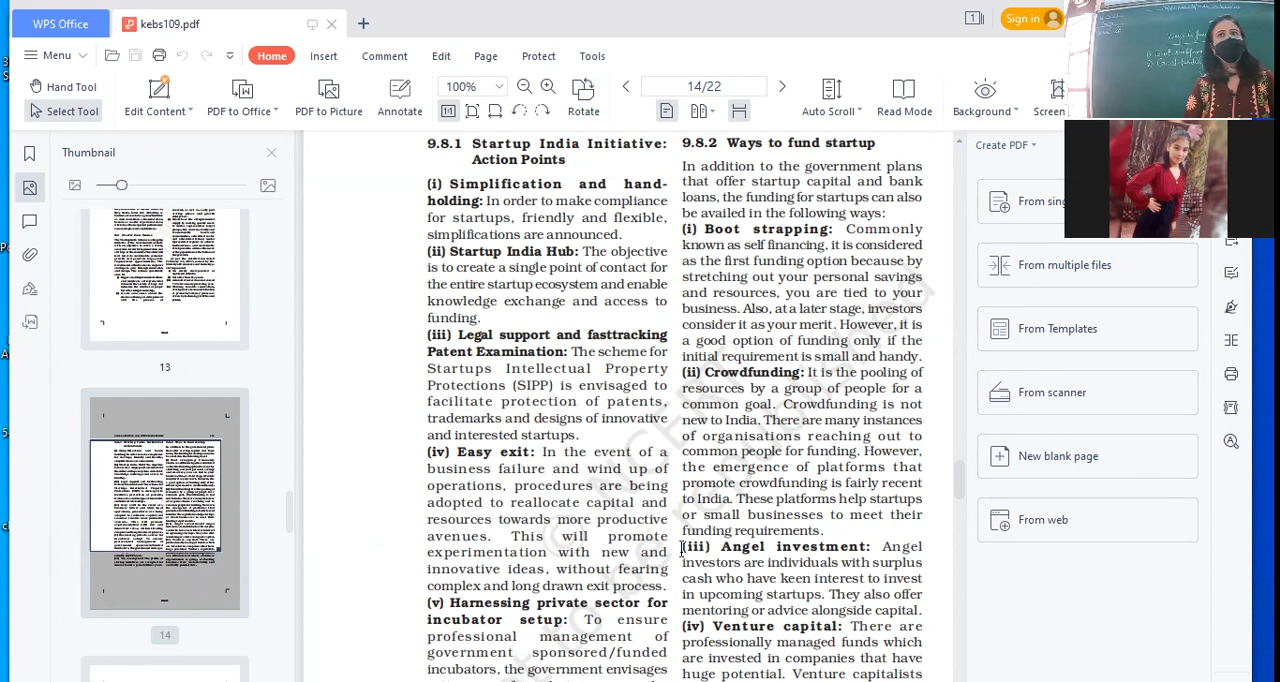 WPS Office
kebs109.pdf
Sign in
Menu
Home
Insert
Comment
Edit
Page
Protect
Tools
Hand Tool
Select Tool
Edit Content
PDF to Office
PDF to Picture
Annotate
100%
Rotate
14/22
Auto Scroll
Read Mode
Background
Screen
Thumbnail
13
14
9.8.1 Startup India Initiative:
Action Points
(i) Simplification and hand-
holding: In order to make compliance
for startups, friendly and flexible,
simplifications are announced.
(ii) Startup India Hub: The objective
is to create a single point of contact for
the entire startup ecosystem and enable
knowledge exchange and access to
funding.
(iii) Legal support and fasttracking
Patent Examination: The scheme for
Startups Intellectual Property
Protections (SIPP) is envisaged to
facilitate protection of patents,
trademarks and designs of innovative
and interested startups.
(iv) Easy exit: In the event of a
business failure and wind up of
operations, procedures are being
adopted to reallocate capital and
resources towards more productive
avenues. This will promote
experimentation with new and
innovative ideas, without fearing
complex and long drawn exit process.
(v) Harnessing private sector for
incubator setup: To ensure
professional management of
government sponsored/funded
incubators, the government envisages
9.8.2 Ways to fund startup
In addition to the government plans
that offer startup capital and bank
loans, the funding for startups can also
be availed in the following ways:
(i) Boot strapping: Commonly
known as self financing, it is considered
as the first funding option because by
stretching out your personal savings
and resources, you are tied to your
business. Also, at a later stage, investors
consider it as your merit. However, it is
a good option of funding only if the
initial requirement is small and handy.
(ii) Crowdfunding: It is the pooling of
resources by a group of people for a
common goal. Crowdfunding is not
new to India. There are many instances
of organisations reaching out to
common people for funding. However,
the emergence of platforms that
promote crowdfunding is fairly recent
to India. These platforms help startups
or small businesses to meet their
funding requirements.
(iii) Angel investment: Angel
investors are individuals with surplus
cash who have keen interest to invest
in upcoming startups. They also offer
mentoring or advice alongside capital.
(iv) Venture capital: There are
professionally managed funds which
are invested in companies that have
huge potential. Venture capitalists
Create PDF
From sing
From multiple files
From Templates
From scanner
New blank page
From web